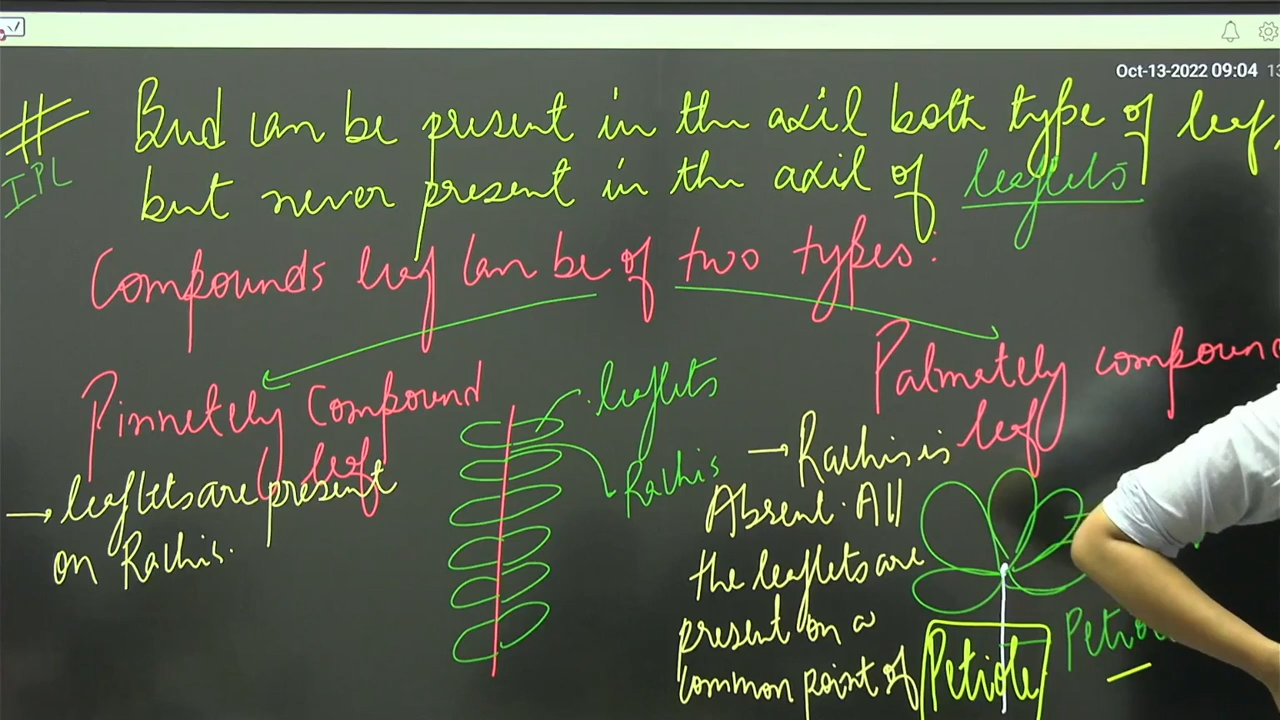 Oct-13-2022 09:04
# Bud can be present in the axil both type of leaf,
IPL
but never present in the axil of leaflets
Compounds leaf can be of two types:
Pinnetely Compound
leaf
→ leaflets are present
on Rachis.
leaflets
Rachis
Palmately compound
leaf
→ Rachis is
Absent. All
the leaflets are
present on a
common point of Petiole